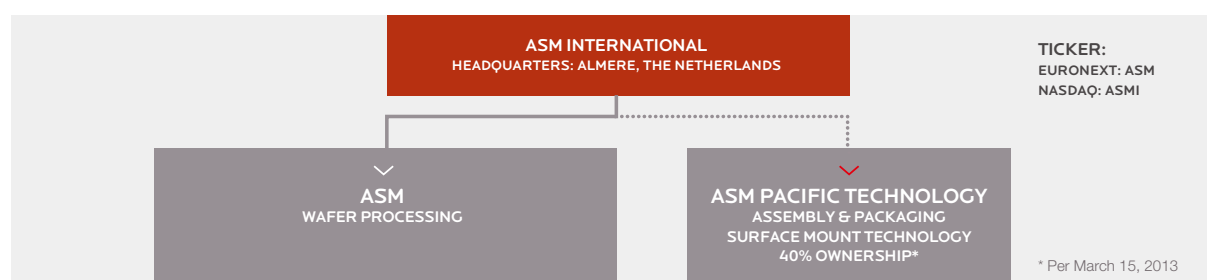 ASM INTERNATIONAL
HEADQUARTERS: ALMERE, THE NETHERLANDS
TICKER:
EURONEXT: ASM
NASDAQ: ASMI
ASM
WAFER PROCESSING
ASM PACIFIC TECHNOLOGY
ASSEMBLY & PACKAGING
SURFACE MOUNT TECHNOLOGY
40% OWNERSHIP*
* Per March 15, 2013